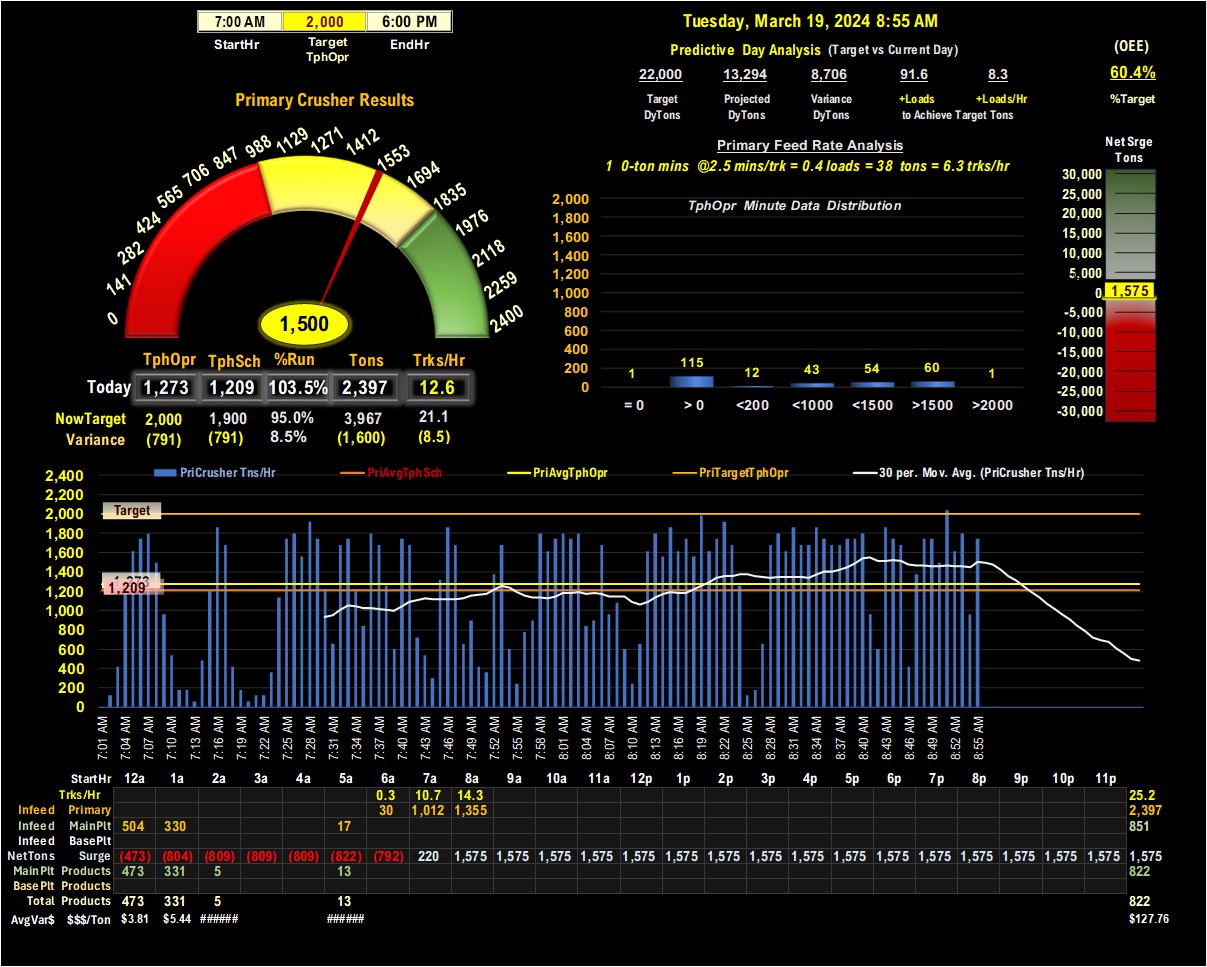 7:00 AM 2,000 6:00 PM
StartHr Target TphOpr EndHr
Tuesday, March 19, 2024 8:55 AM
Predictive Day Analysis (Target vs Current Day)
22,000 13,294 8,706 91.6 8.3
Target Projected Variance +Loads +Loads/Hr
DyTons DyTons DyTons to Achieve Target Tons
(OEE)
60.4%
%Target
Primary Crusher Results
0 141 282 424 565 706 847 988 1129 1271 1412 1553 1694 1835 1976 2118 2259 2400
1,500
TphOpr TphSch %Run Tons Trks/Hr
Today 1,273 1,209 103.5% 2,397 12.6
NowTarget 2,000 1,900 95.0% 3,967 21.1
Variance (791) (791) 8.5% (1,600) (8.5)
Primary Feed Rate Analysis
1 0-ton mins @2.5 mins/trk = 0.4 loads = 38 tons = 6.3 trks/hr
TphOpr Minute Data Distribution
2,000
1,800
1,600
1,400
1,200
1,000
800
600
400
200
0
1 115 12 43 54 60 1
= 0 > 0 <200 <1000 <1500 >1500 >2000
Net Srge
Tons
30,000
25,000
20,000
15,000
10,000
5,000
0 1,575
-5,000
-10,000
-15,000
-20,000
-25,000
-30,000
PriCrusher Tns/Hr PriAvgTphSch PriAvgTphOpr PriTargetTphOpr 30 per. Mov. Avg. (PriCrusher Tns/Hr)
2,400
2,200
2,000
1,800
1,600
1,400
1,200
1,000
800
600
400
200
0
Target
1,273
1,209
7:01 AM 7:04 AM 7:07 AM 7:10 AM 7:13 AM 7:16 AM 7:19 AM 7:22 AM 7:25 AM 7:28 AM 7:31 AM 7:34 AM 7:37 AM 7:40 AM 7:43 AM 7:46 AM 7:49 AM 7:52 AM 7:55 AM 7:58 AM 8:01 AM 8:04 AM 8:07 AM 8:10 AM 8:13 AM 8:16 AM 8:19 AM 8:22 AM 8:25 AM 8:28 AM 8:31 AM 8:34 AM 8:37 AM 8:40 AM 8:43 AM 8:46 AM 8:49 AM 8:52 AM 8:55 AM
StartHr 12a 1a 2a 3a 4a 5a 6a 7a 8a 9a 10a 11a 12p 1p 2p 3p 4p 5p 6p 7p 8p 9p 10p 11p
Trks/Hr 0.3 10.7 14.3 25.2
Infeed Primary 30 1,012 1,355 2,397
Infeed MainPlt 504 330 17 851
Infeed BasePlt
NetTons Surge (473) (804) (809) (809) (809) (822) (792) 220 1,575 1,575 1,575 1,575 1,575 1,575 1,575 1,575 1,575 1,575 1,575 1,575 1,575 1,575 1,575 1,575 1,575
MainPlt Products 473 331 5 13 822
BasePlt Products
Total Products 473 331 5 13 822
AvgVar$ $$$/Ton $3.81 $5.44 ###### ###### $127.76